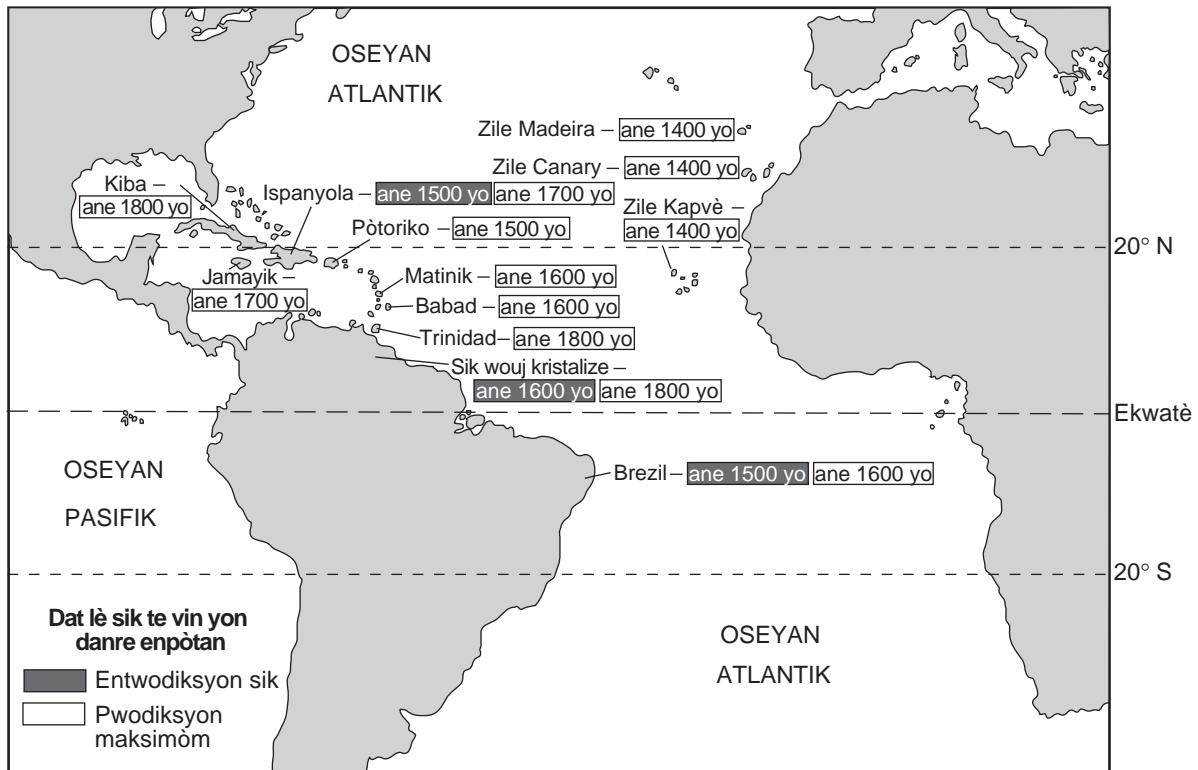 OSEYAN
ATLANTIK
Zile Madeira – ane 1400 yo
Zile Canary – ane 1400 yo
Kiba –
ane 1800 yo
Ispanyola – ane 1500 yo ane 1700 yo
Zile Kapvè –
ane 1400 yo
Pòtoriko – ane 1500 yo
20° N
Jamayik –
ane 1700 yo
Matinik – ane 1600 yo
Babad – ane 1600 yo
Trinidad– ane 1800 yo
Sik wouj kristalize –
ane 1600 yo ane 1800 yo
Ekwatè
OSEYAN
PASIFIK
Brezil – ane 1500 yo ane 1600 yo
20° S
Dat lè sik te vin yon
danre enpòtan
Entwodiksyon sik
Pwodiksyon
maksimòm
OSEYAN
ATLANTIK